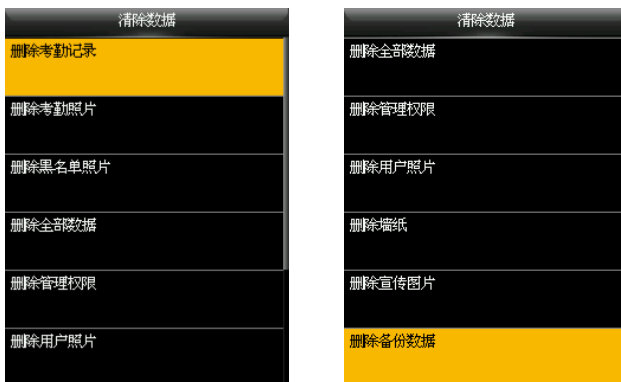 清除数据
删除考勤记录
删除考勤照片
删除黑名单照片
删除全部数据
删除管理权限
删除用户照片
清除数据
删除全部数据
删除管理权限
删除用户照片
删除墙纸
删除宣传图片
删除备份数据